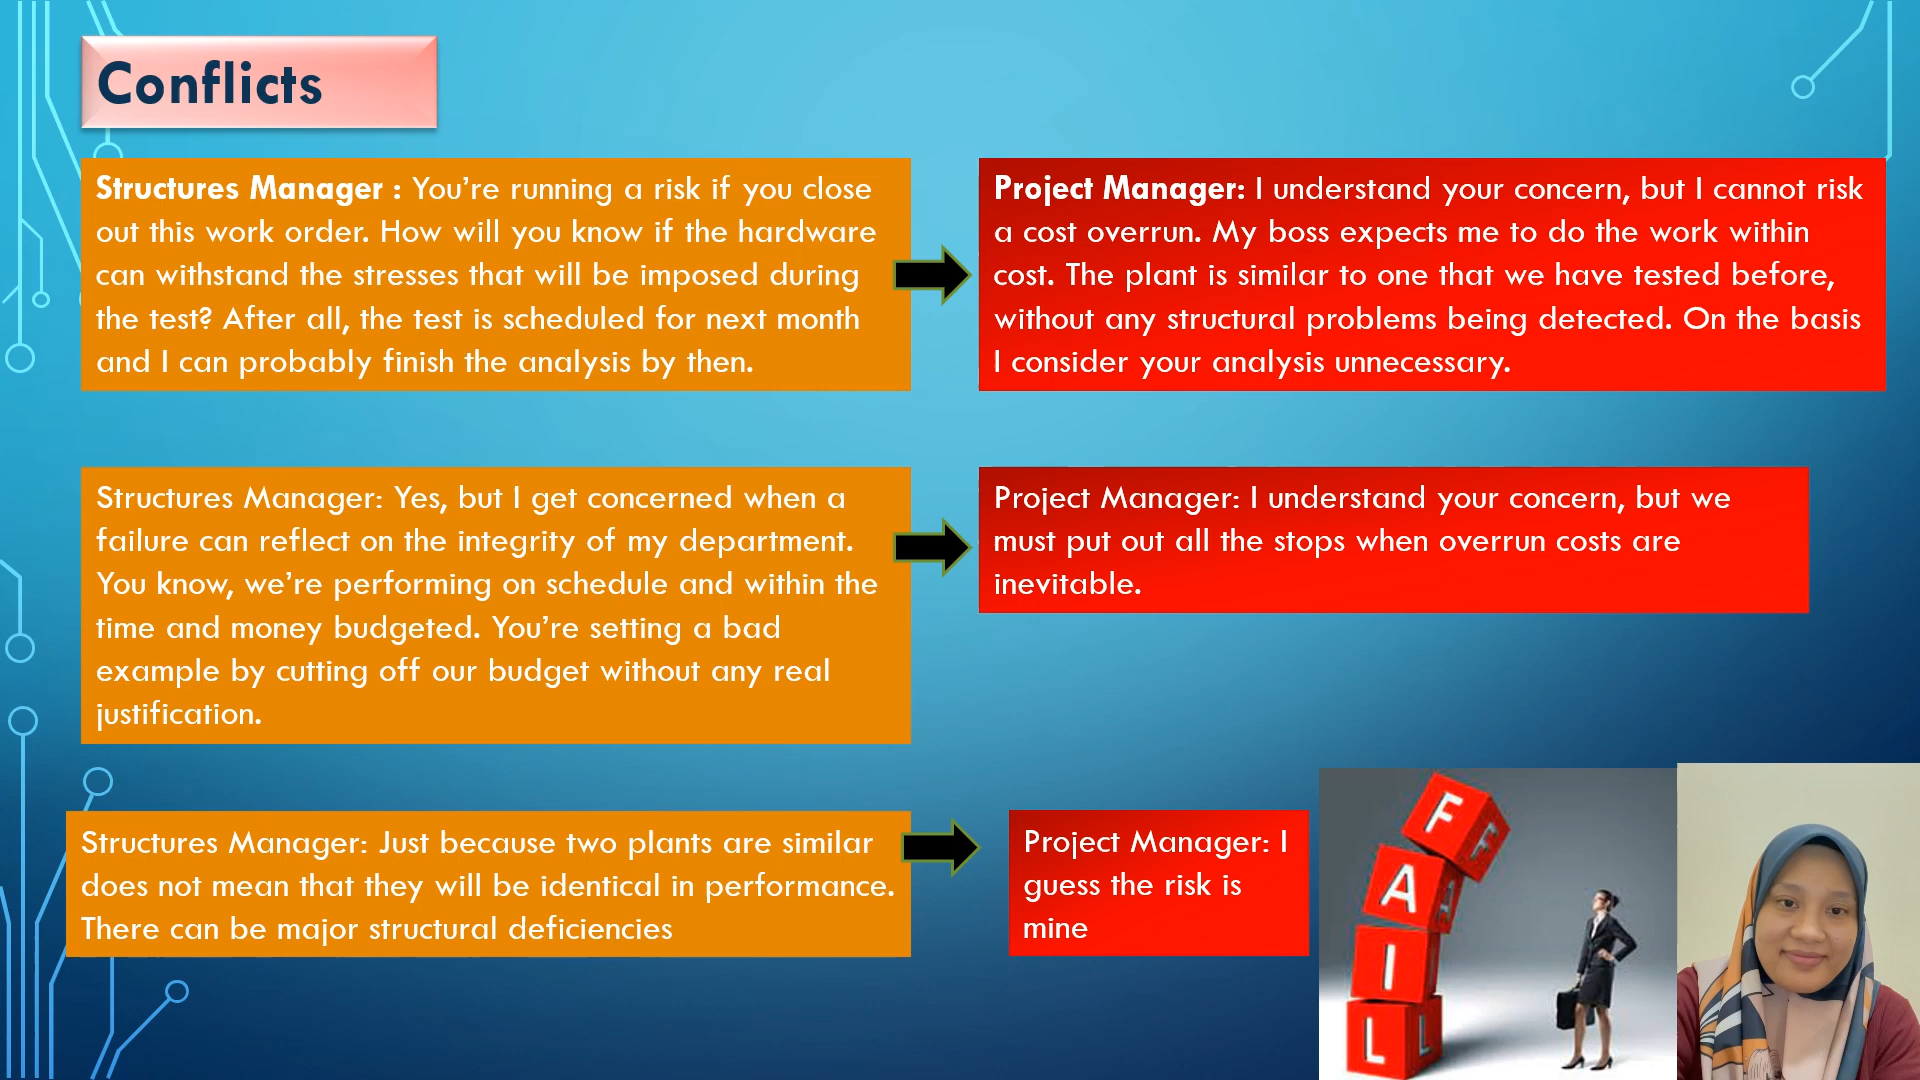 Conflicts
Structures Manager : You’re running a risk if you close
out this work order. How will you know if the hardware
can withstand the stresses that will be imposed during
the test? After all, the test is scheduled for next month
and I can probably finish the analysis by then.
Project Manager: I understand your concern, but I cannot risk
a cost overrun. My boss expects me to do the work within
cost. The plant is similar to one that we have tested before,
without any structural problems being detected. On the basis
I consider your analysis unnecessary.
Structures Manager: Yes, but I get concerned when a
failure can reflect on the integrity of my department.
You know, we’re performing on schedule and within the
time and money budgeted. You’re setting a bad
example by cutting off our budget without any real
justification.
Project Manager: I understand your concern, but we
must put out all the stops when overrun costs are
inevitable.
Structures Manager: Just because two plants are similar
does not mean that they will be identical in performance.
There can be major structural deficiencies
Project Manager: I
guess the risk is
mine
F
A
I
L